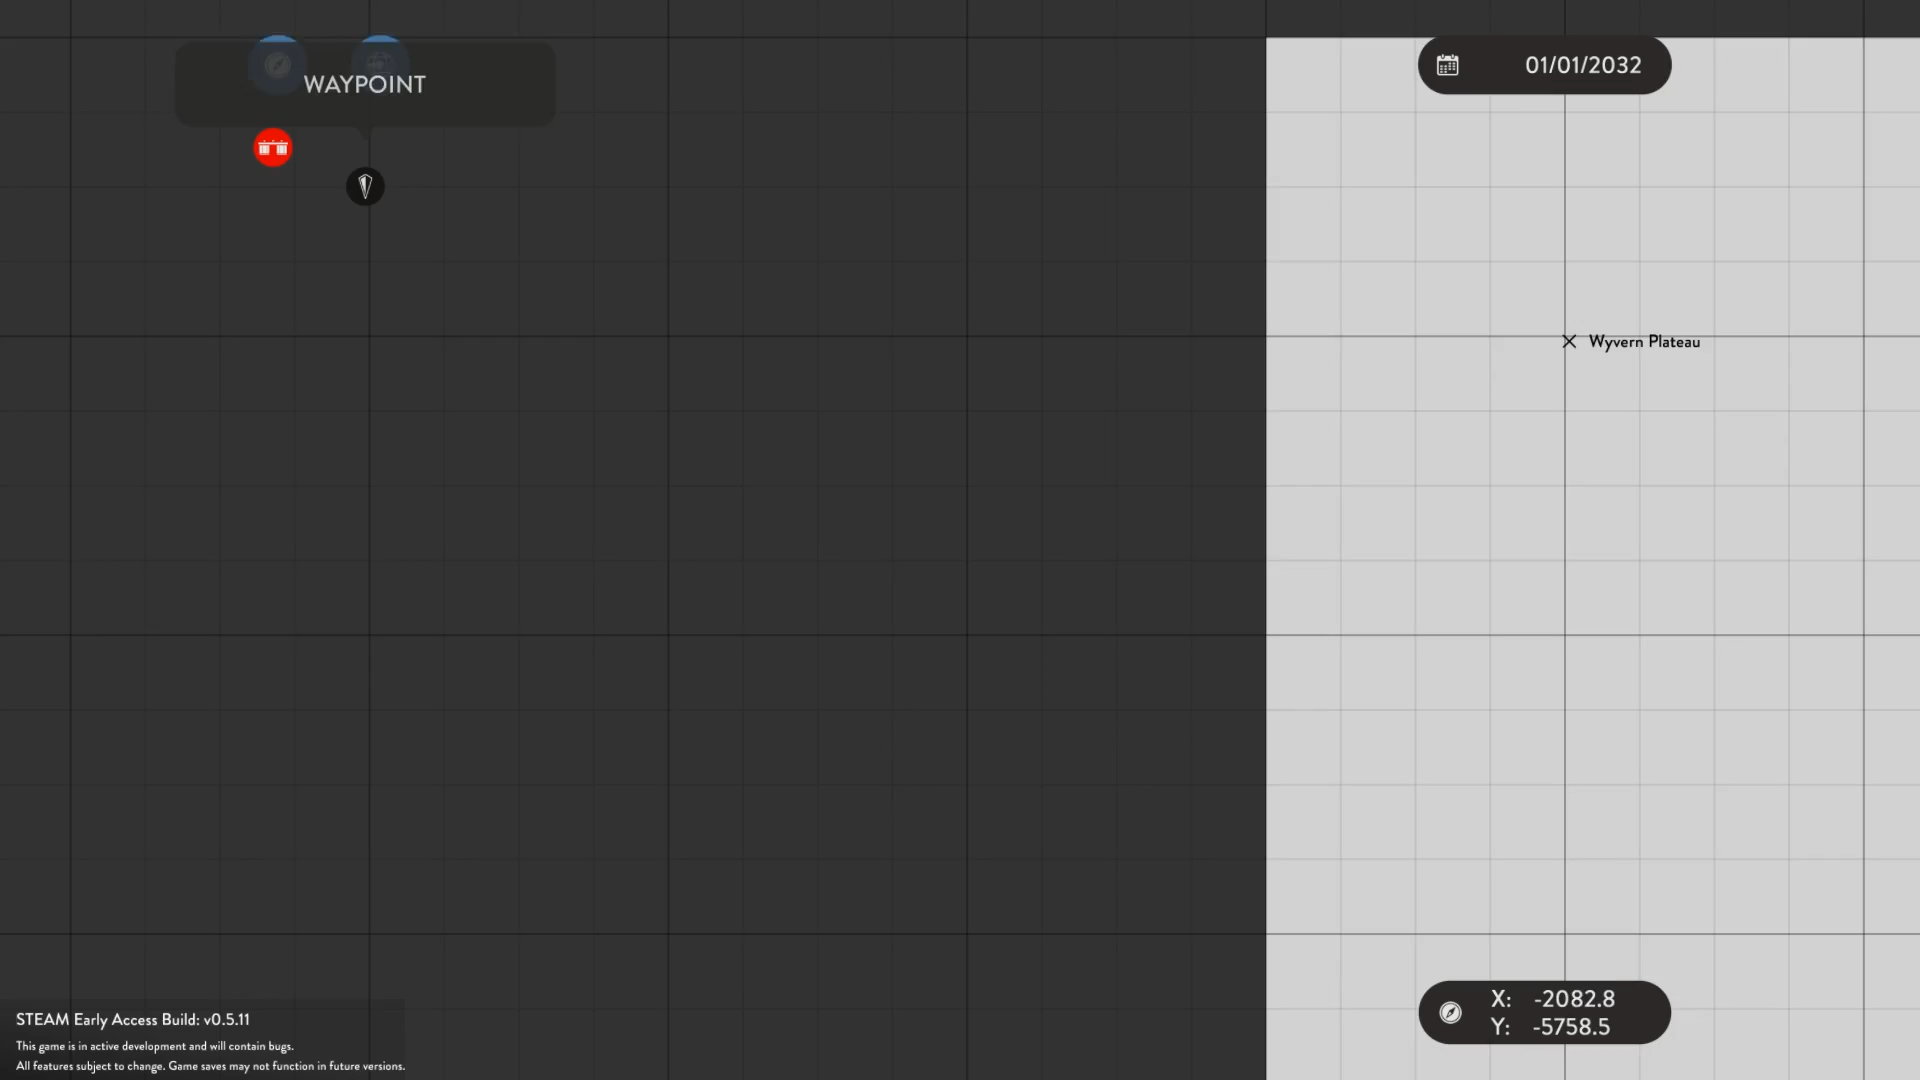 WAYPOINT
01/01/2032
Wyvern Plateau
X: -2082.8
Y: -5758.5
STEAM Early Access Build: v0.5.11
This game is in active development and will contain bugs.
All features subject to change. Game saves may not function in future versions.